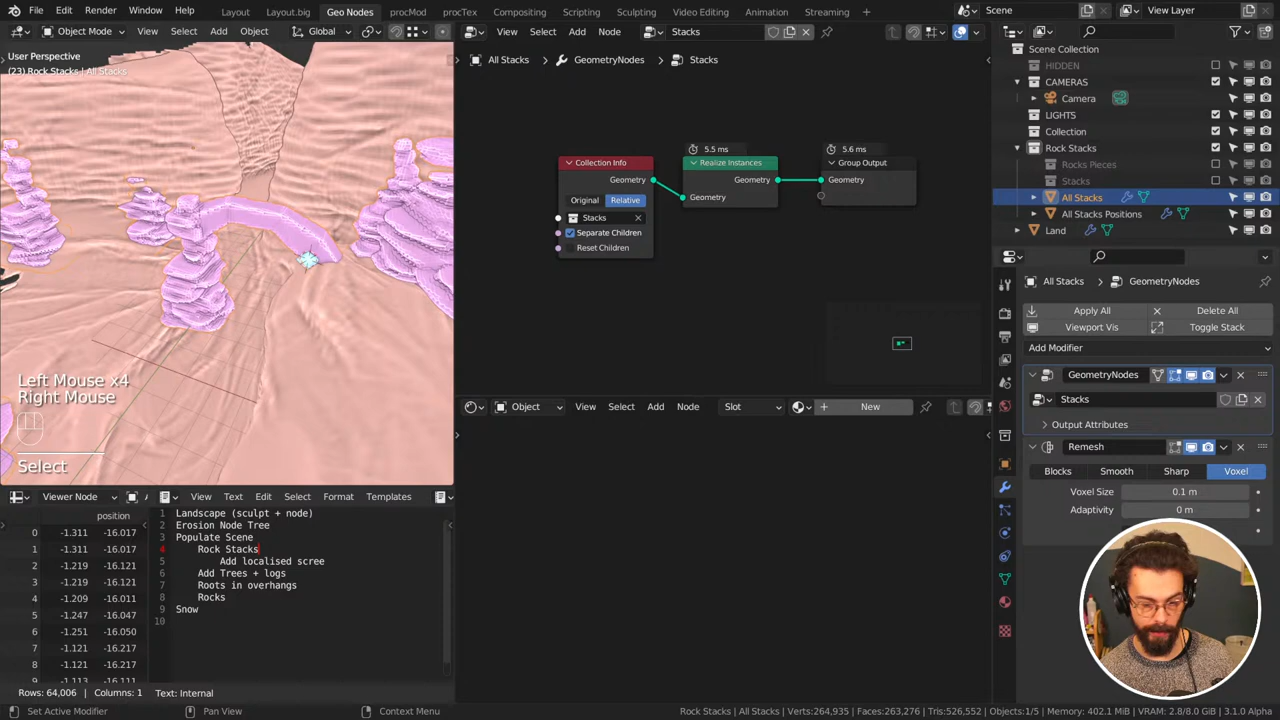 File Edit Render Window Help Layout Layout.big Geo Nodes procMod procTex Compositing Scripting Sculpting Video Editing Animation Streaming + Scene View Layer
Object Mode View Select Add Object Global
View Select Add Node Stacks
User Perspective
(23) Rock Stacks | All Stacks
All Stacks > GeometryNodes > Stacks
Scene Collection
HIDDEN
CAMERAS
Camera
LIGHTS
Collection
Rock Stacks
Rocks Pieces
Stacks
All Stacks
All Stacks Positions
Land
5.5 ms
5.6 ms
Collection Info
Geometry
Original Relative
Stacks
Separate Children
Reset Children
Realize Instances
Geometry
Geometry
Group Output
Geometry
All Stacks > GeometryNodes
Apply All Delete All
Viewport Vis Toggle Stack
Add Modifier
GeometryNodes
Stacks
Output Attributes
Remesh
Blocks Smooth Sharp Voxel
Voxel Size 0.1 m
Adaptivity 0 m
Left Mouse x4
Right Mouse
Select
Object View Select Add Node Slot + New
Viewer Node
View Text Edit Select Format Templates
position
0 -1.311 -16.017
1 -1.311 -16.017
2 -1.219 -16.121
3 -1.219 -16.121
4 -1.209 -16.011
5 -1.247 -16.047
6 -1.251 -16.050
7 -1.121 -16.217
8 -1.121 -16.217
9 -1.113 -16.214
1 Landscape (sculpt + node)
2 Erosion Node Tree
3 Populate Scene
4 Rock Stacks
5 Add localised scree
6 Add Trees + logs
7 Roots in overhangs
8 Rocks
9 Snow
10
Rows: 64,006 | Columns: 1 Text: Internal
Set Active Modifier Pan View Context Menu
Rock Stacks | All Stacks | Verts:264,935 | Faces:263,276 | Tris:526,552 | Objects:1/5 | Memory: 402.1 MiB | VRAM: 2.8/8.0 GiB | 3.1.0 Alpha